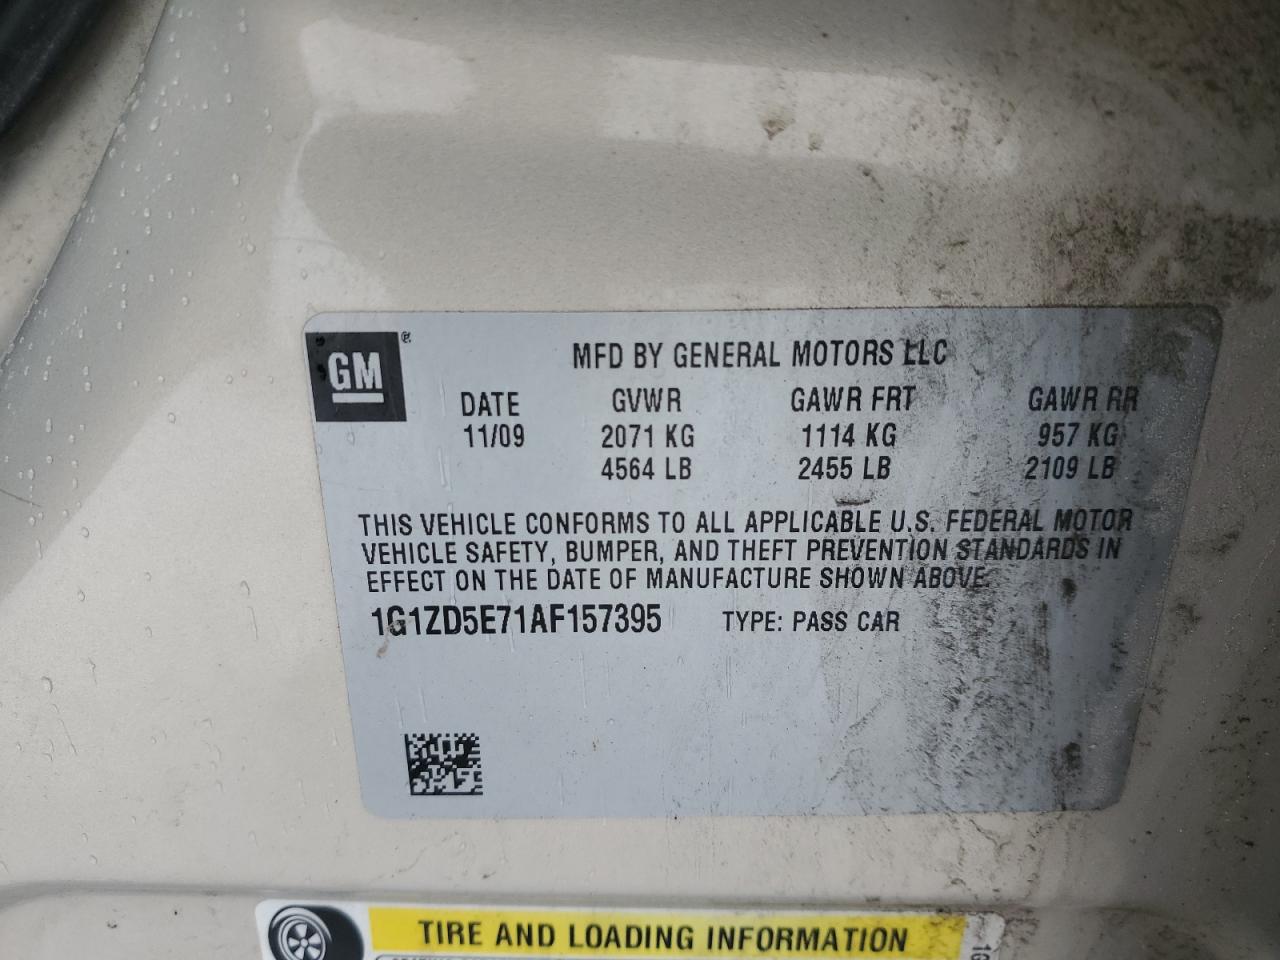 GM®
MFD BY GENERAL MOTORS LLC
DATE GVWR GAWR FRT GAWR RR
11/09 2071 KG 1114 KG 957 KG
4564 LB 2455 LB 2109 LB
THIS VEHICLE CONFORMS TO ALL APPLICABLE U.S. FEDERAL MOTOR
VEHICLE SAFETY, BUMPER, AND THEFT PREVENTION STANDARDS IN
EFFECT ON THE DATE OF MANUFACTURE SHOWN ABOVE.
1G1ZD5E71AF157395 TYPE: PASS CAR
TIRE AND LOADING INFORMATION